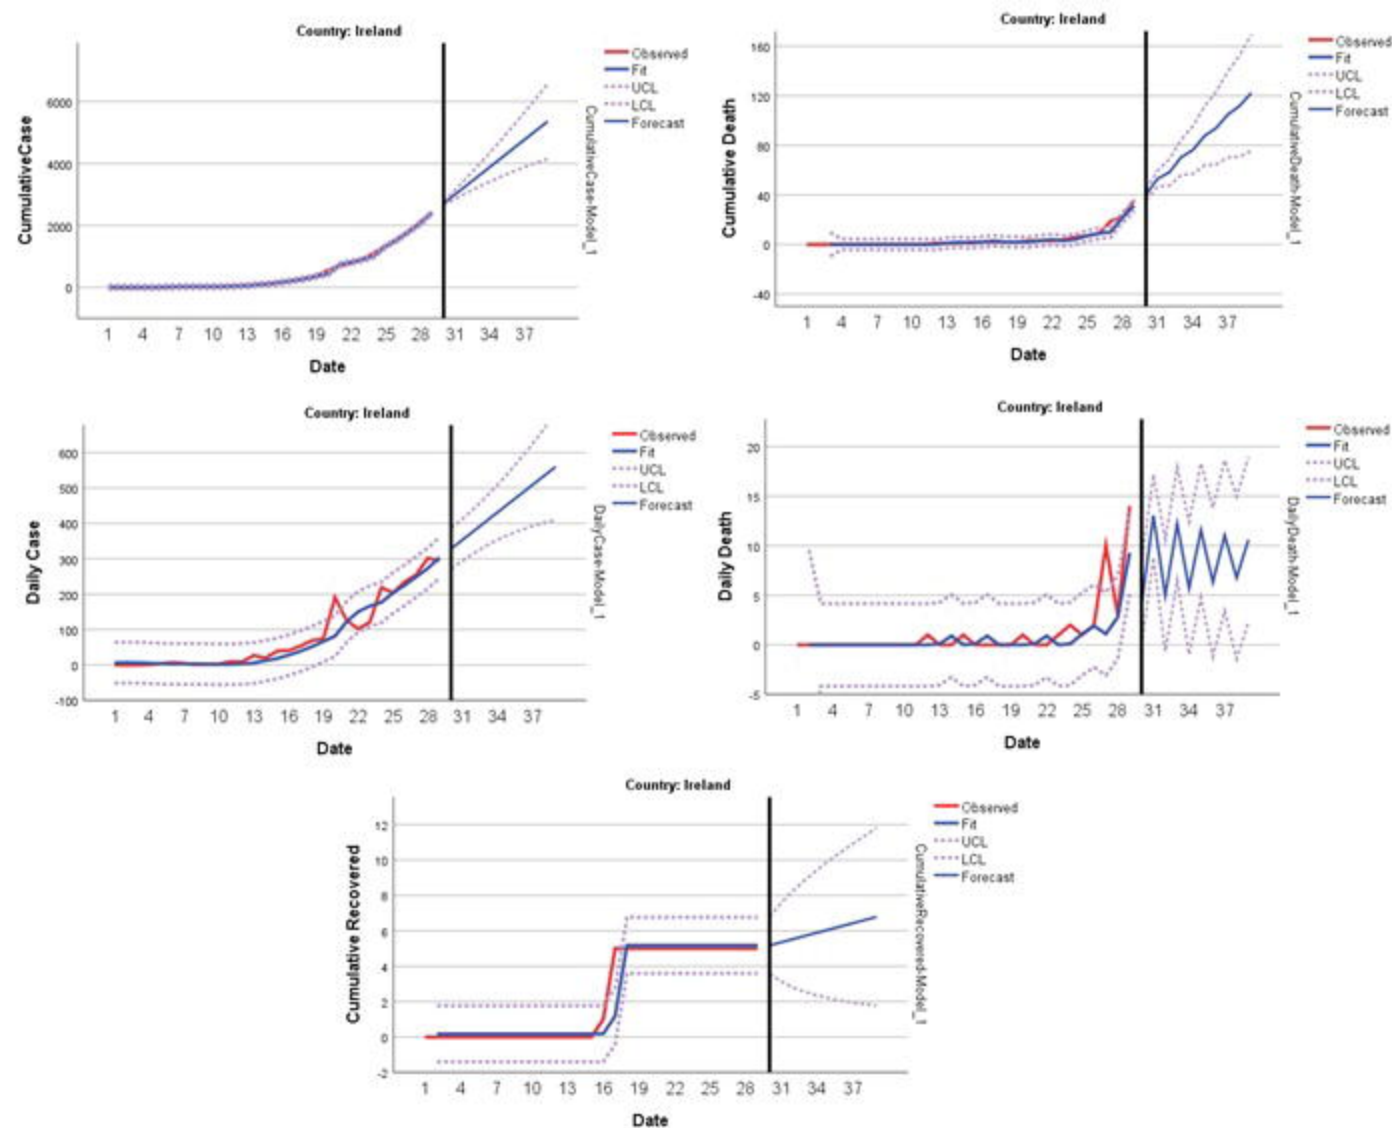 Country: Ireland
CumulativeCase
6000
4000
2000
0
1 4 7 10 13 16 19 22 25 28 31 34 37
Date
Observed
Fit
UCL
LCL
Forecast
CumulativeCase-Model_1
Country: Ireland
Cumulative Death
160
120
80
40
0
-40
1 4 7 10 13 16 19 22 25 28 31 34 37
Date
Observed
Fit
UCL
LCL
Forecast
CumulativeDeath-Model_1
Country: Ireland
Daily Case
600
500
400
300
200
100
0
-100
1 4 7 10 13 16 19 22 25 28 31 34 37
Date
Observed
Fit
UCL
LCL
Forecast
DailyCase-Model_1
Country: Ireland
Daily Death
20
15
10
5
0
-5
1 4 7 10 13 16 19 22 25 28 31 34 37
Date
Observed
Fit
UCL
LCL
Forecast
DailyDeath-Model_1
Country: Ireland
Cumulative Recovered
12
10
8
6
4
2
0
-2
1 4 7 10 13 16 19 22 25 28 31 34 37
Date
Observed
Fit
UCL
LCL
Forecast
CumulativeRecovered-Model_1